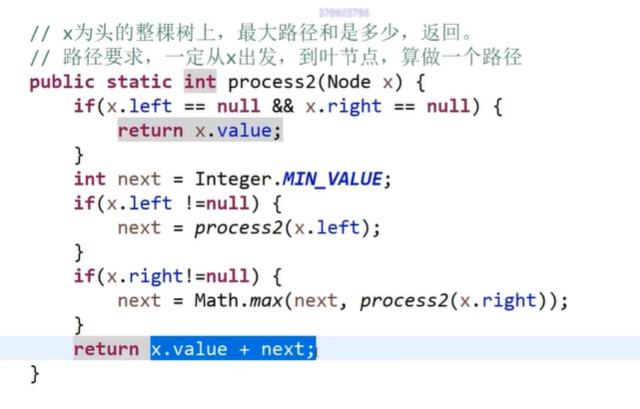 370903796
// x为头的整棵树上，最大路径和是多少，返回。
// 路径要求，一定从x出发，到叶节点，算做一个路径
public static int process2(Node x) {
if(x.left == null && x.right == null) {
return x.value;
}
int next = Integer.MIN_VALUE;
if(x.left !=null) {
next = process2(x.left);
}
if(x.right!=null) {
next = Math.max(next, process2(x.right));
}
return x.value + next;
}